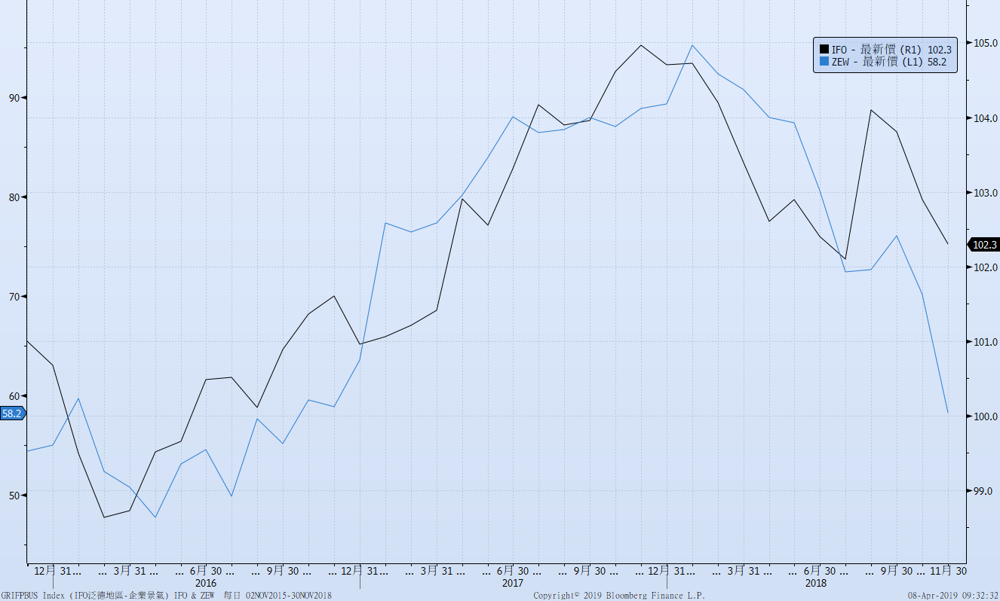 IFO - 最新價 (R1) 102.3
ZEW - 最新價 (L1) 58.2
90
80
70
60
58.2
50
105.0
104.0
103.0
102.3
102.0
101.0
100.0
99.0
12月 31... ... 3月 31 ... ... 6月 30 ... 9月 30 ... ... 12月 31 ... ... 3月 31 ... ... 6月 30 ... 9月 30 ... ... 12月 31 ... ... 3月 31 ... ... 6月 30 ... 9月 30 ... 11月 30
2016 2017 2018
GRIFPBUS Index (IFO泛德地區-企業景氣) IFO & ZEW 每日 02NOV2015-30NOV2018 Copyright© 2019 Bloomberg Finance L.P. 08-Apr-2019 09:32:32